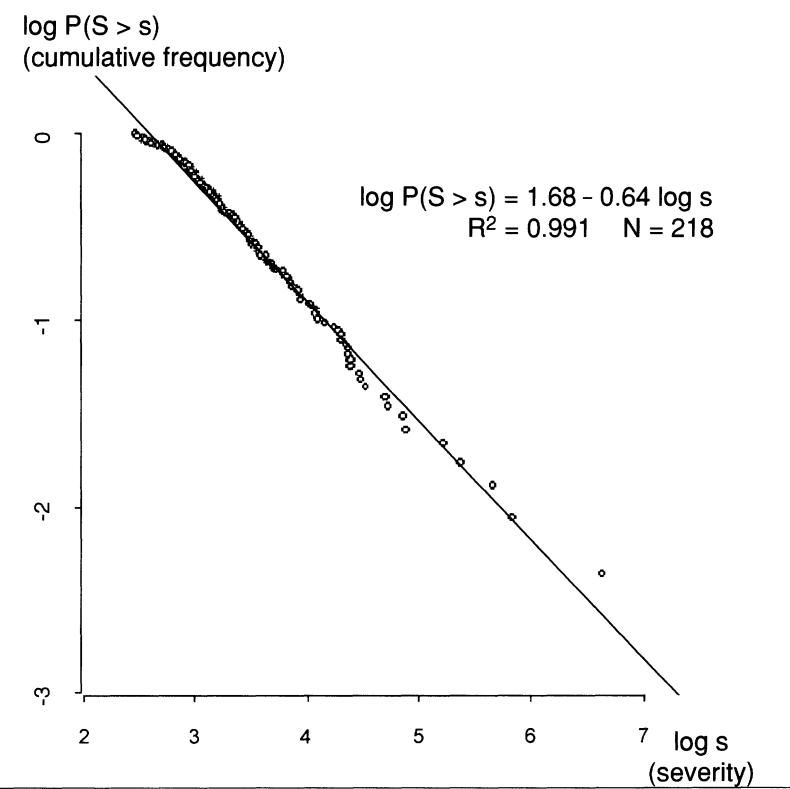 log P(S > s)
(cumulative frequency)
0
log P(S > s) = 1.68 - 0.64 log s
R² = 0.991 N = 218
-1
-2
-3
2 3 4 5 6 7
log s
(severity)